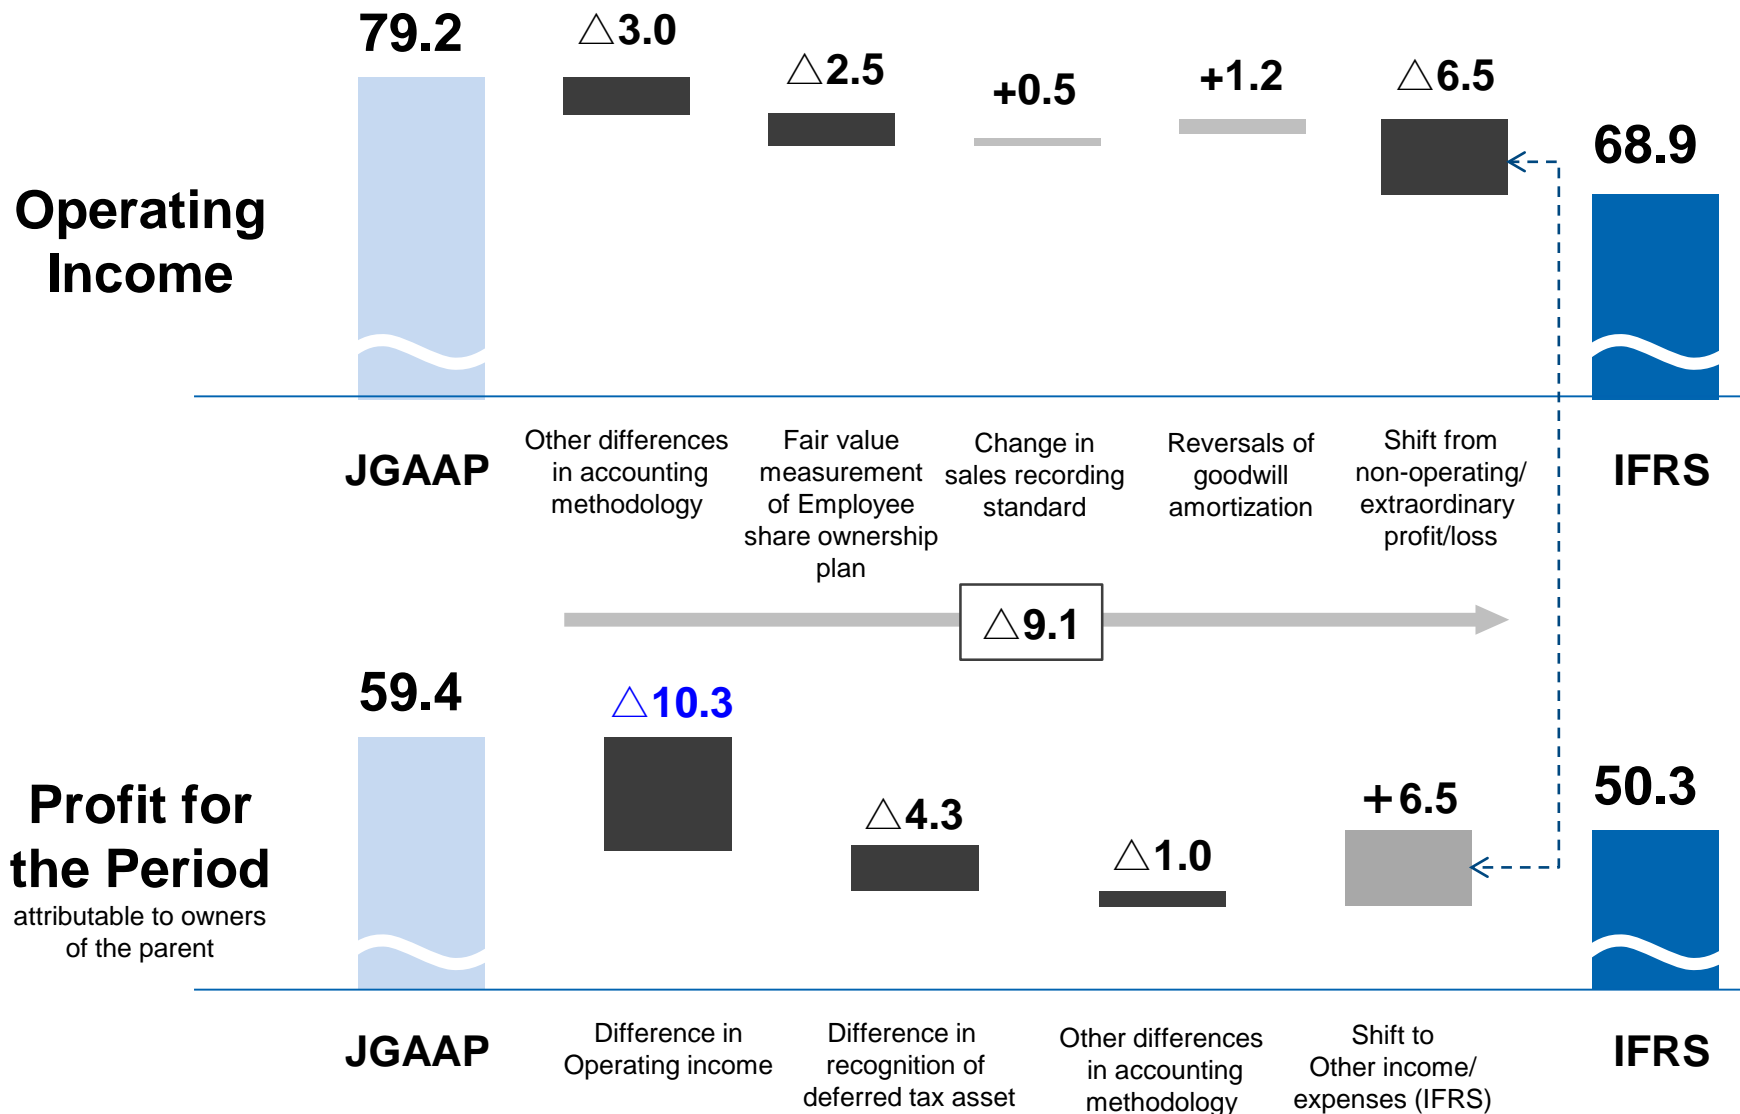 79.2
△3.0
△2.5
+0.5
+1.2
△6.5
68.9
Operating
Income
JGAAP
Other differences
in accounting
methodology
Fair value
measurement
of Employee
share ownership
plan
Change in
sales recording
standard
Reversals of
goodwill
amortization
Shift from
non-operating/
extraordinary
profit/loss
IFRS
△9.1
59.4
△10.3
△4.3
△1.0
+6.5
50.3
Profit for
the Period
attributable to owners
of the parent
JGAAP
Difference in
Operating income
Difference in
recognition of
deferred tax asset
Other differences
in accounting
methodology
Shift to
Other income/
expenses (IFRS)
IFRS